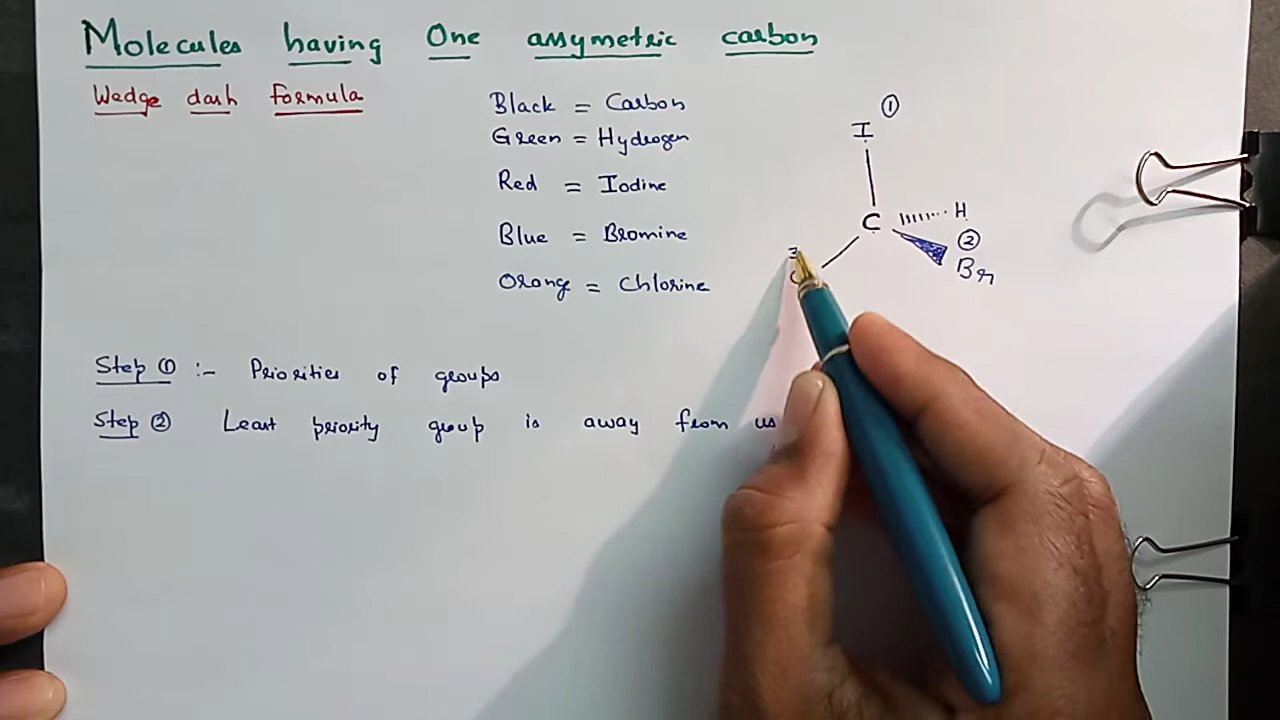 Molecules having One assymetric carbon
Wedge dash formula
Black = Carbon
Green = Hydrogen
Red = Iodine
Blue = Bromine
Orange = Chlorine
①
I
C
H
②
Br
Step ① :- Priorities of groups
Step ② Least priority group is away from us